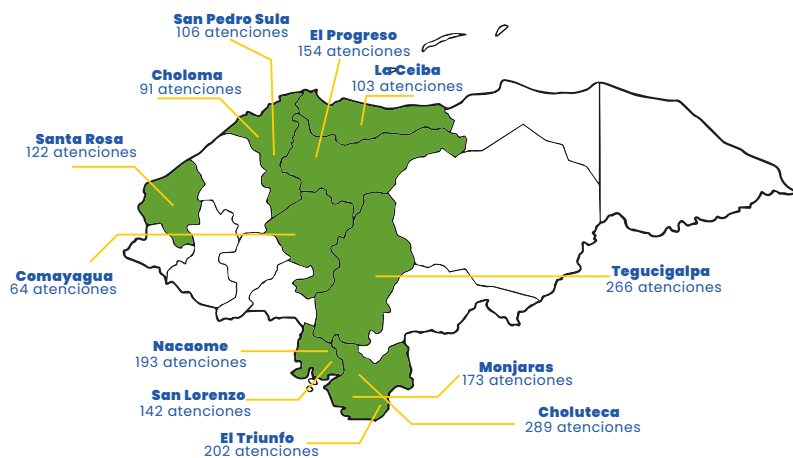 San Pedro Sula
106 atenciones
El Progreso
154 atenciones
La Ceiba
103 atenciones
Choloma
91 atenciones
Santa Rosa
122 atenciones
Comayagua
64 atenciones
Tegucigalpa
266 atenciones
Nacaome
193 atenciones
San Lorenzo
142 atenciones
Monjaras
173 atenciones
Choluteca
289 atenciones
El Triunfo
202 atenciones